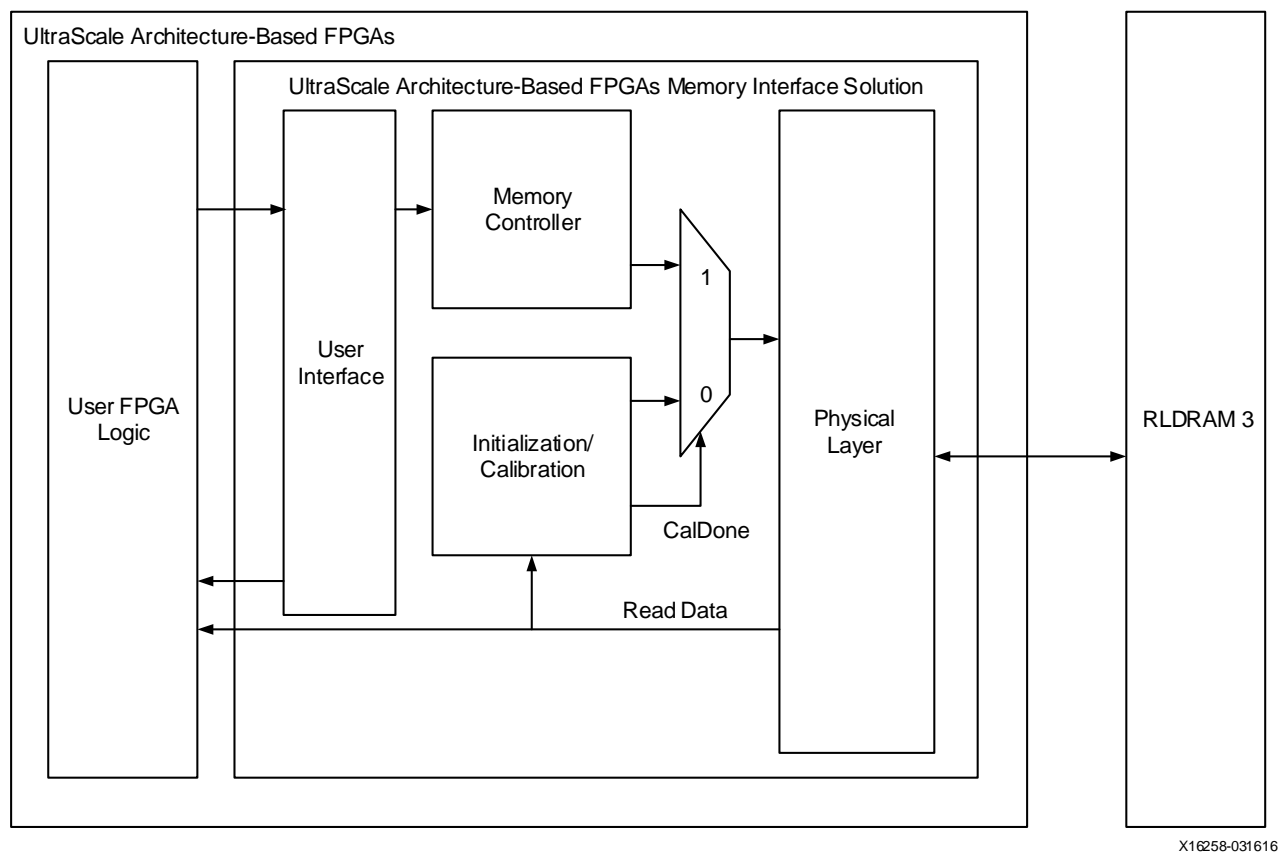 UltraScale Architecture-Based FPGAs
UltraScale Architecture-Based FPGAs Memory Interface Solution
Memory
Controller
1
User
Interface
0
User FPGA
Logic
Physical
Layer
RLDRAM 3
Initialization/
Calibration
CalDone
Read Data
X16258-031616